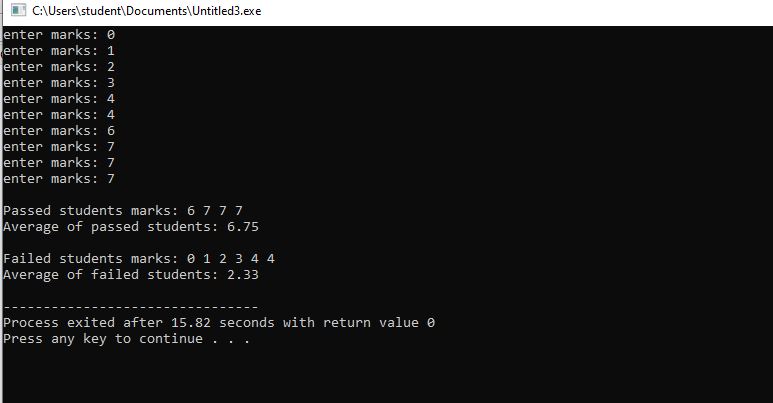 C:\Users\student\Documents\Untitled3.exe
enter marks: 0
enter marks: 1
enter marks: 2
enter marks: 3
enter marks: 4
enter marks: 4
enter marks: 6
enter marks: 7
enter marks: 7
enter marks: 7
Passed students marks: 6 7 7 7
Average of passed students: 6.75
Failed students marks: 0 1 2 3 4 4
Average of failed students: 2.33
--------------------------------
Process exited after 15.82 seconds with return value 0
Press any key to continue . . .